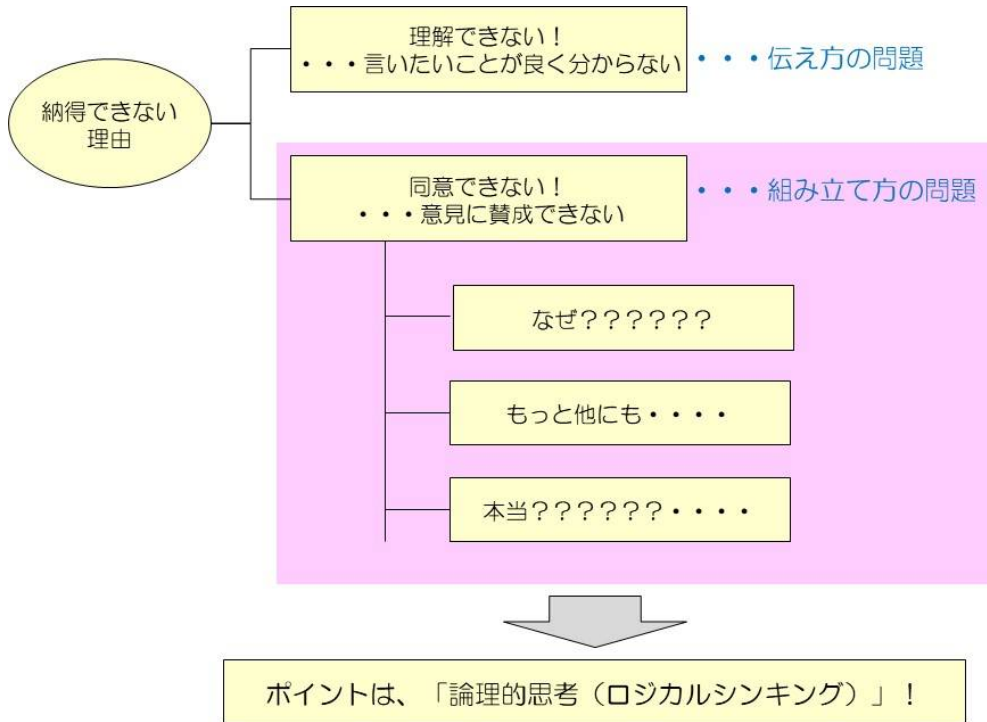 納得できない
理由
理解できない！
・・・言いたいことが良く分からない
・・・伝え方の問題
同意できない！
・・・意見に賛成できない
・・・組み立て方の問題
なぜ？？？？？？
もっと他にも・・・・
本当？？？？？？・・・・
ポイントは、「論理的思考（ロジカルシンキング）」！